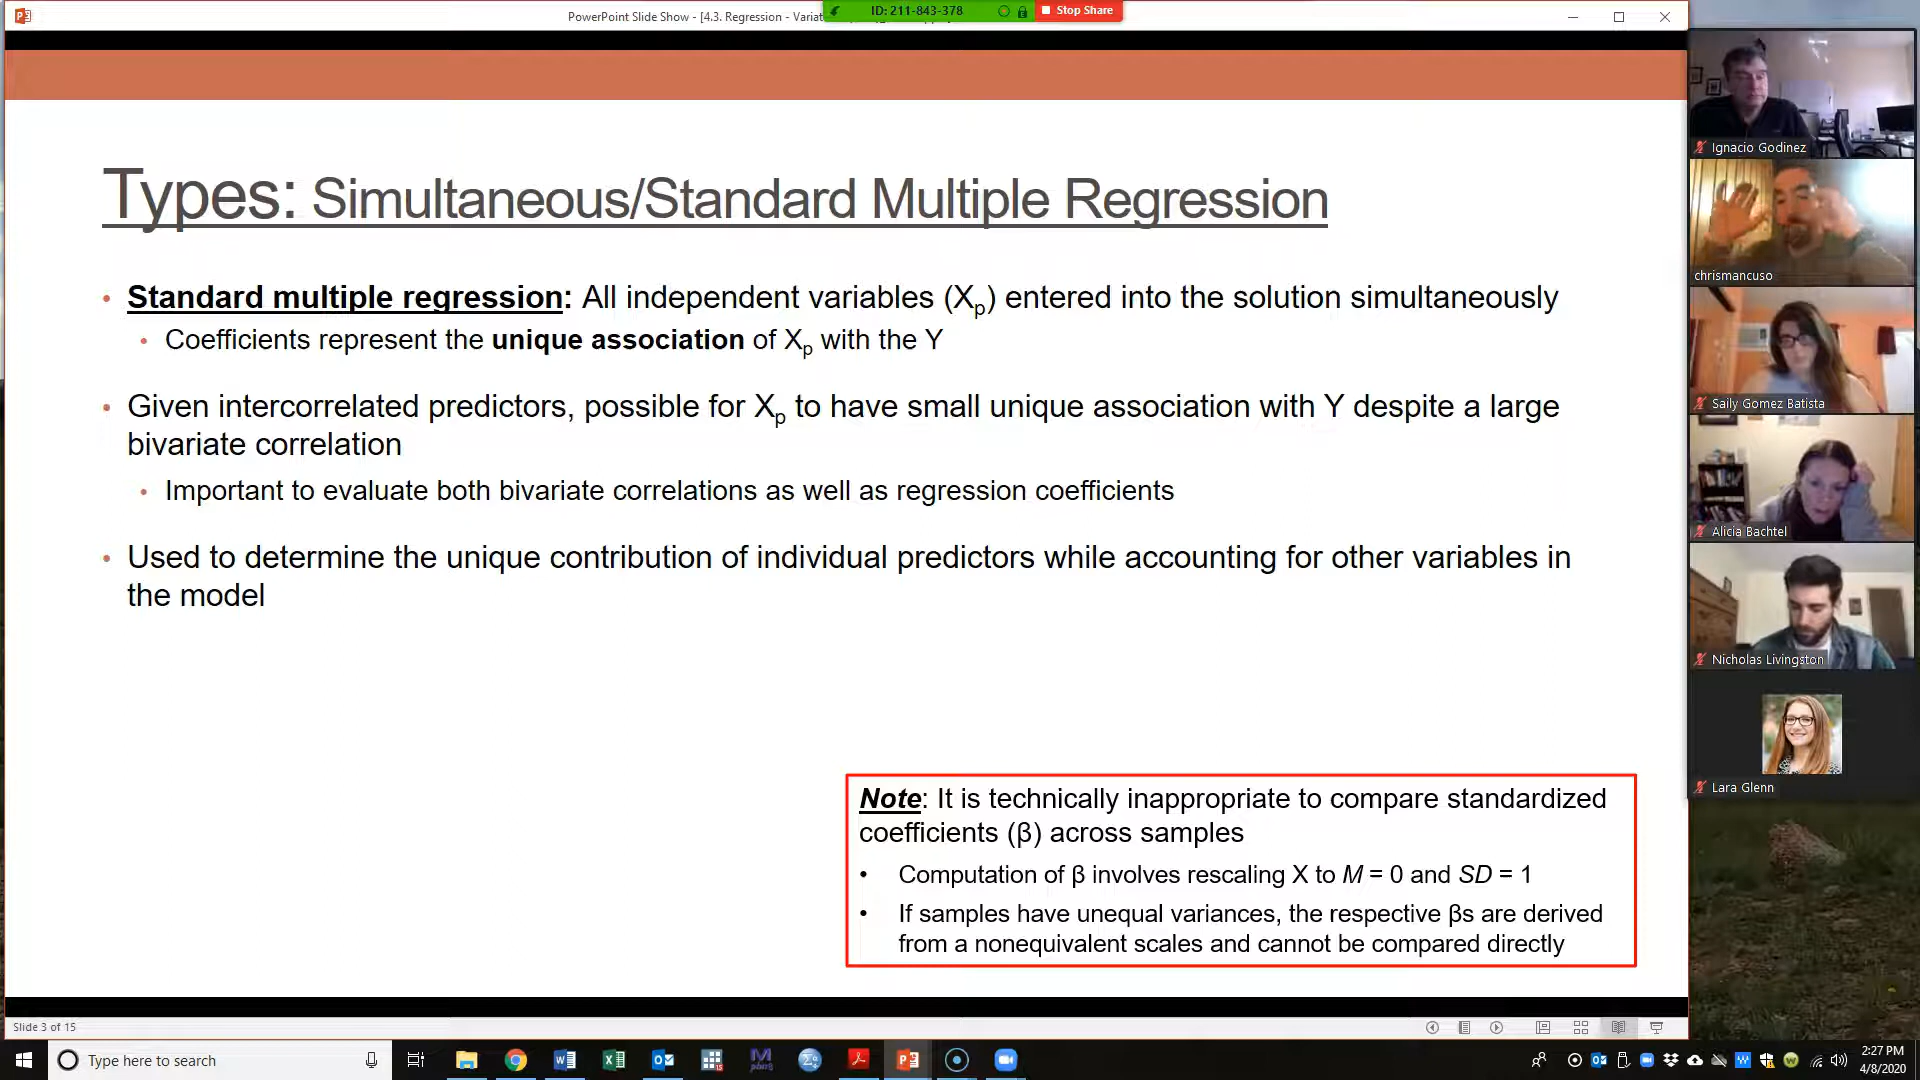 PowerPoint Slide Show - [4.3. Regression - Variat
ID: 211-843-378
Stop Share
Types: Simultaneous/Standard Multiple Regression
• Standard multiple regression: All independent variables (Xp) entered into the solution simultaneously
• Coefficients represent the unique association of Xp with the Y
• Given intercorrelated predictors, possible for Xp to have small unique association with Y despite a large
bivariate correlation
• Important to evaluate both bivariate correlations as well as regression coefficients
• Used to determine the unique contribution of individual predictors while accounting for other variables in
the model
Note: It is technically inappropriate to compare standardized
coefficients (β) across samples
• Computation of β involves rescaling X to M = 0 and SD = 1
• If samples have unequal variances, the respective βs are derived
from a nonequivalent scales and cannot be compared directly
Ignacio Godinez
chrismancuso
Saily Gomez Batista
Alicia Bachtel
Nicholas Livingston
Lara Glenn
Slide 3 of 15
Type here to search
2:27 PM
4/8/2020